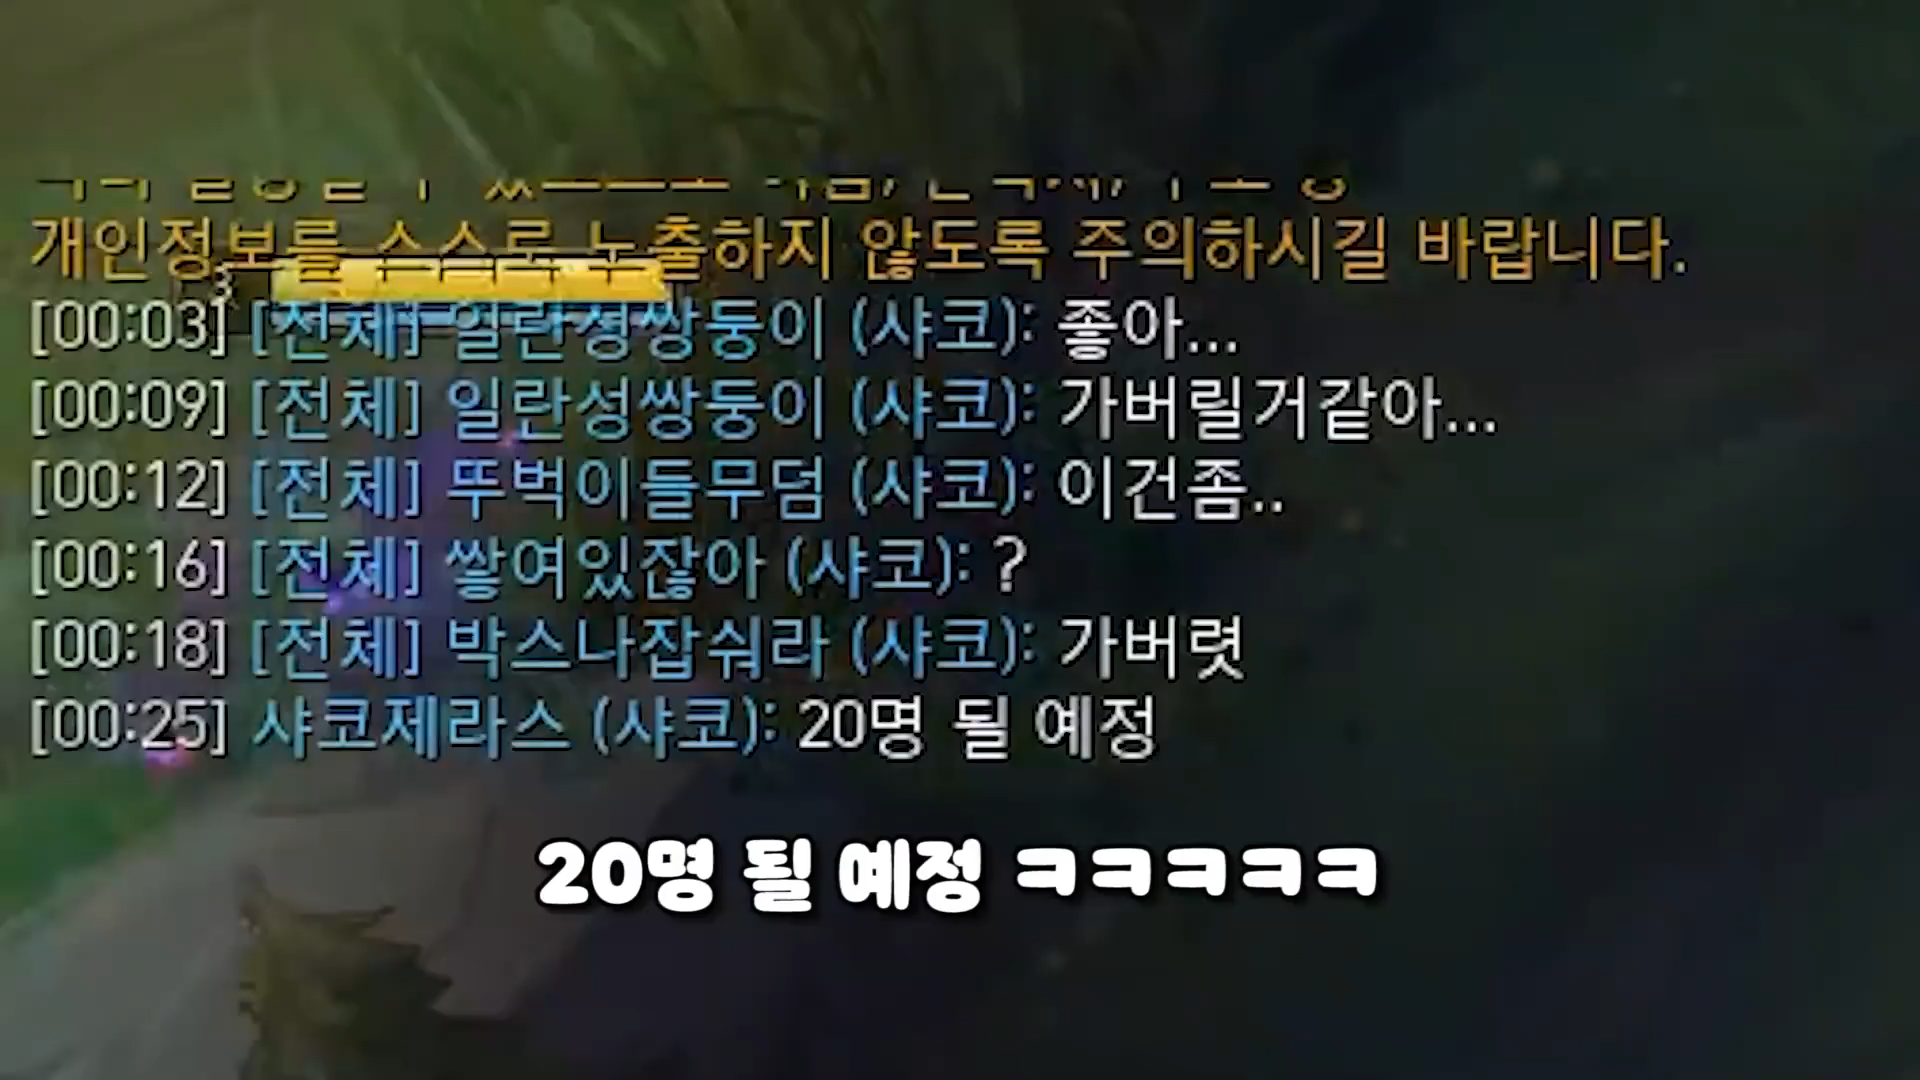 개인정보를 스스로 노출하지 않도록 주의하시길 바랍니다.
[00:03] [전체] 일란성쌍둥이 (샤코): 좋아...
[00:09] [전체] 일란성쌍둥이 (샤코): 가버릴거같아...
[00:12] [전체] 뚜벅이들무덤 (샤코): 이건좀..
[00:16] [전체] 쌓여있잖아 (샤코): ?
[00:18] [전체] 박스나잡숴라 (샤코): 가버렷
[00:25] 샤코제라스 (샤코): 20명 될 예정
20명 될 예정 ㅋㅋㅋㅋㅋ